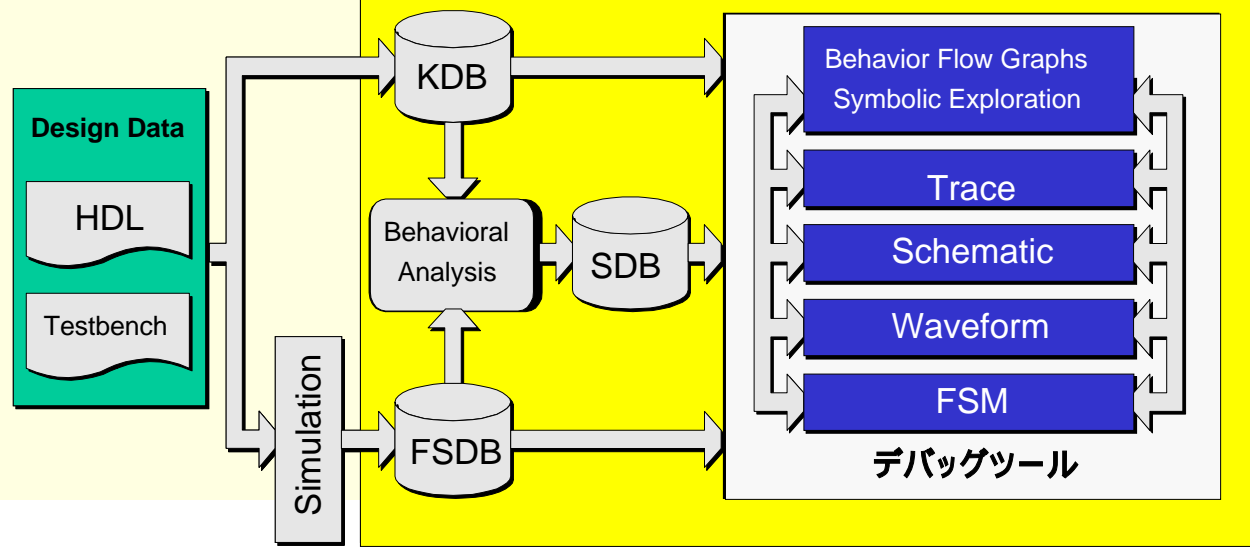 Design Data
HDL
Testbench
Simulation
KDB
Behavioral
Analysis
SDB
FSDB
Behavior Flow Graphs
Symbolic Exploration
Trace
Schematic
Waveform
FSM
デバッグツール